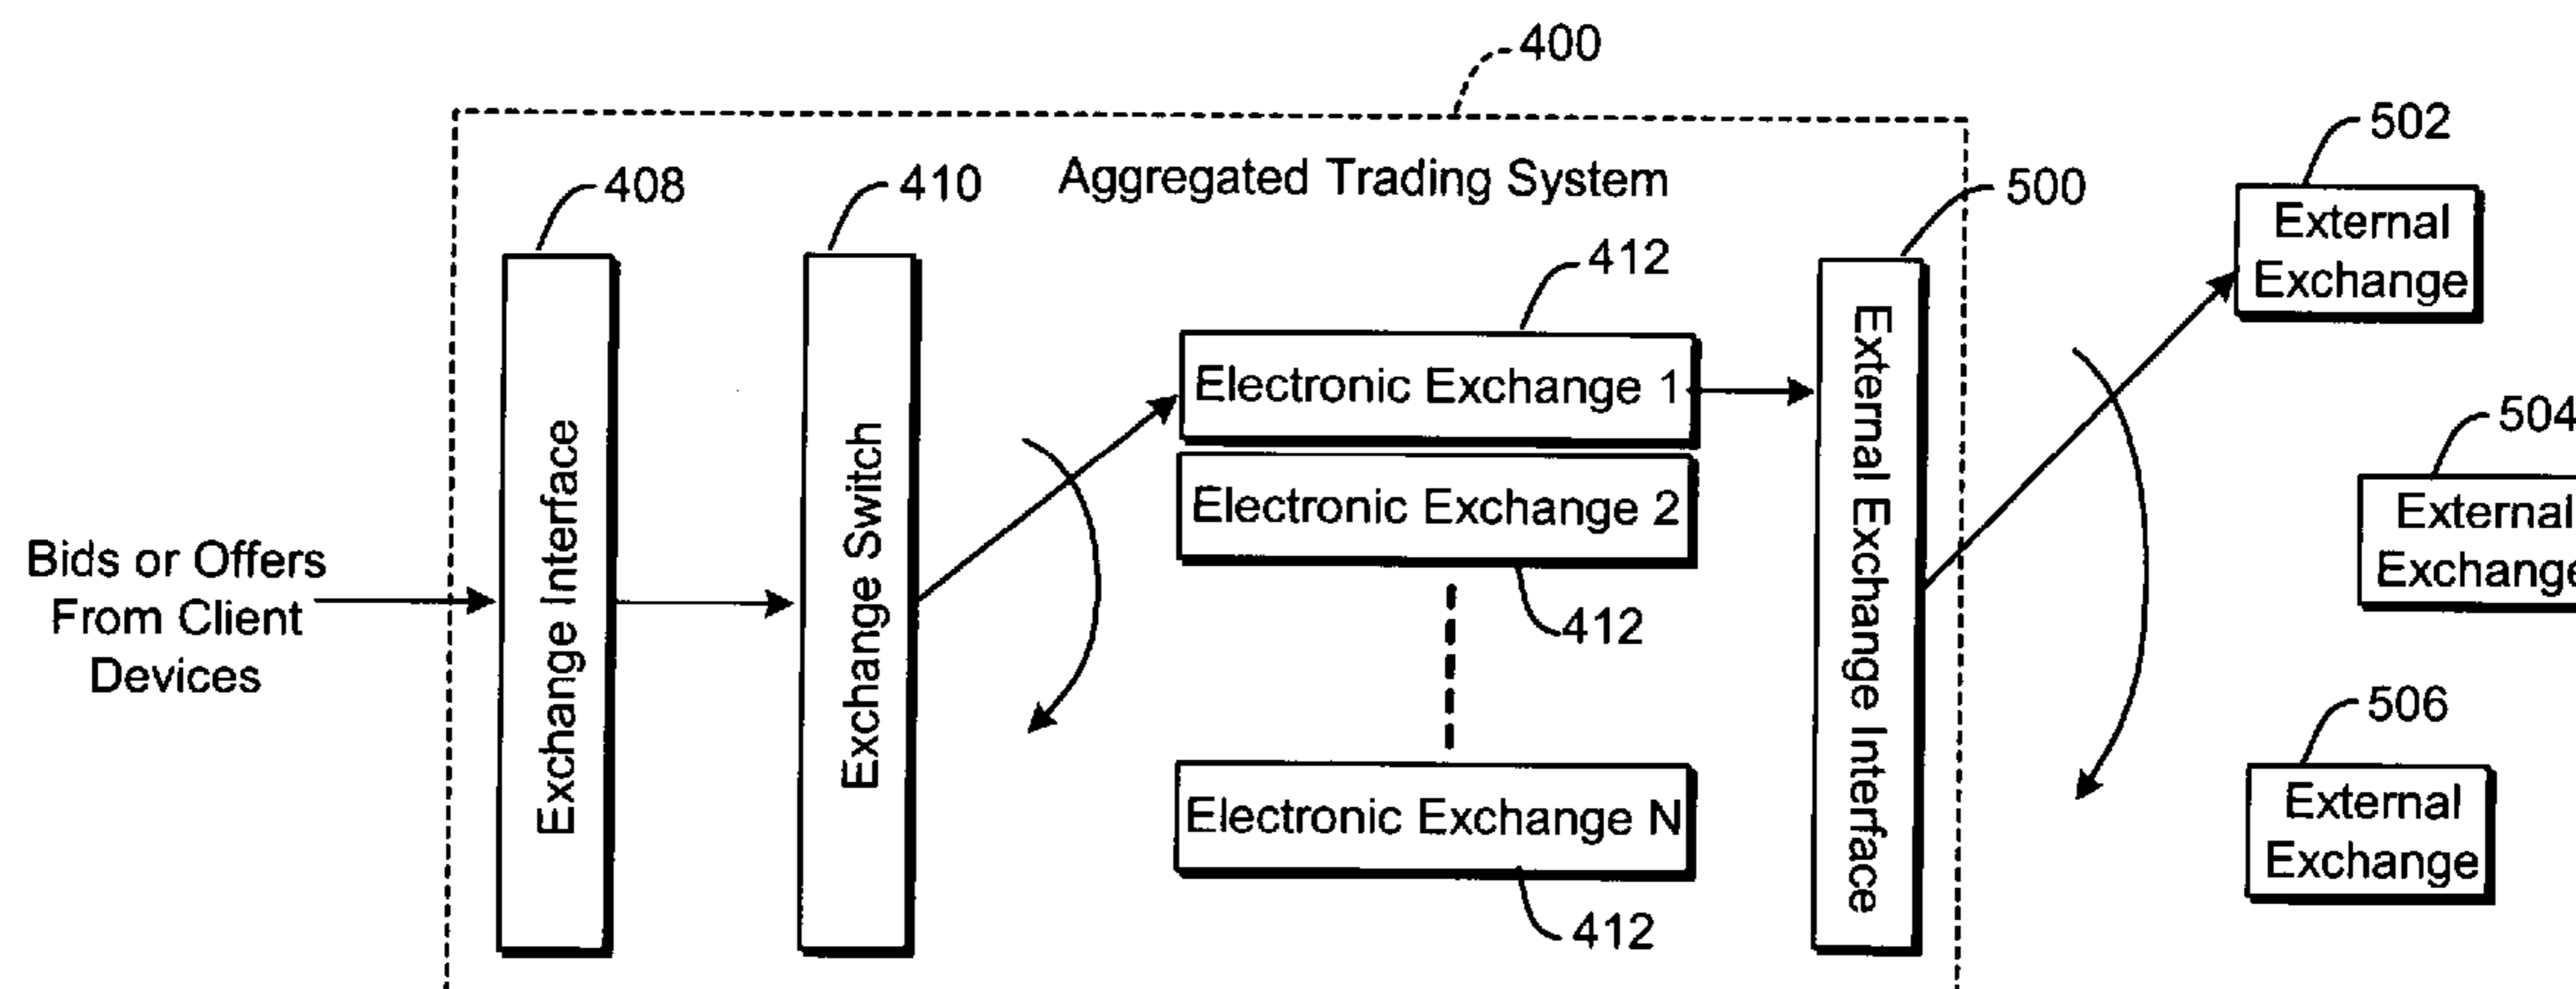 400
502
Aggregated Trading System
408
410
500
External
Exchange
412
504
Electronic Exchange 1
External
Exchange
Electronic Exchange 2
Bids or Offers
From Client
Devices
Exchange Interface
Exchange Switch
External Exchange Interface
412
506
Electronic Exchange N
External
Exchange
412